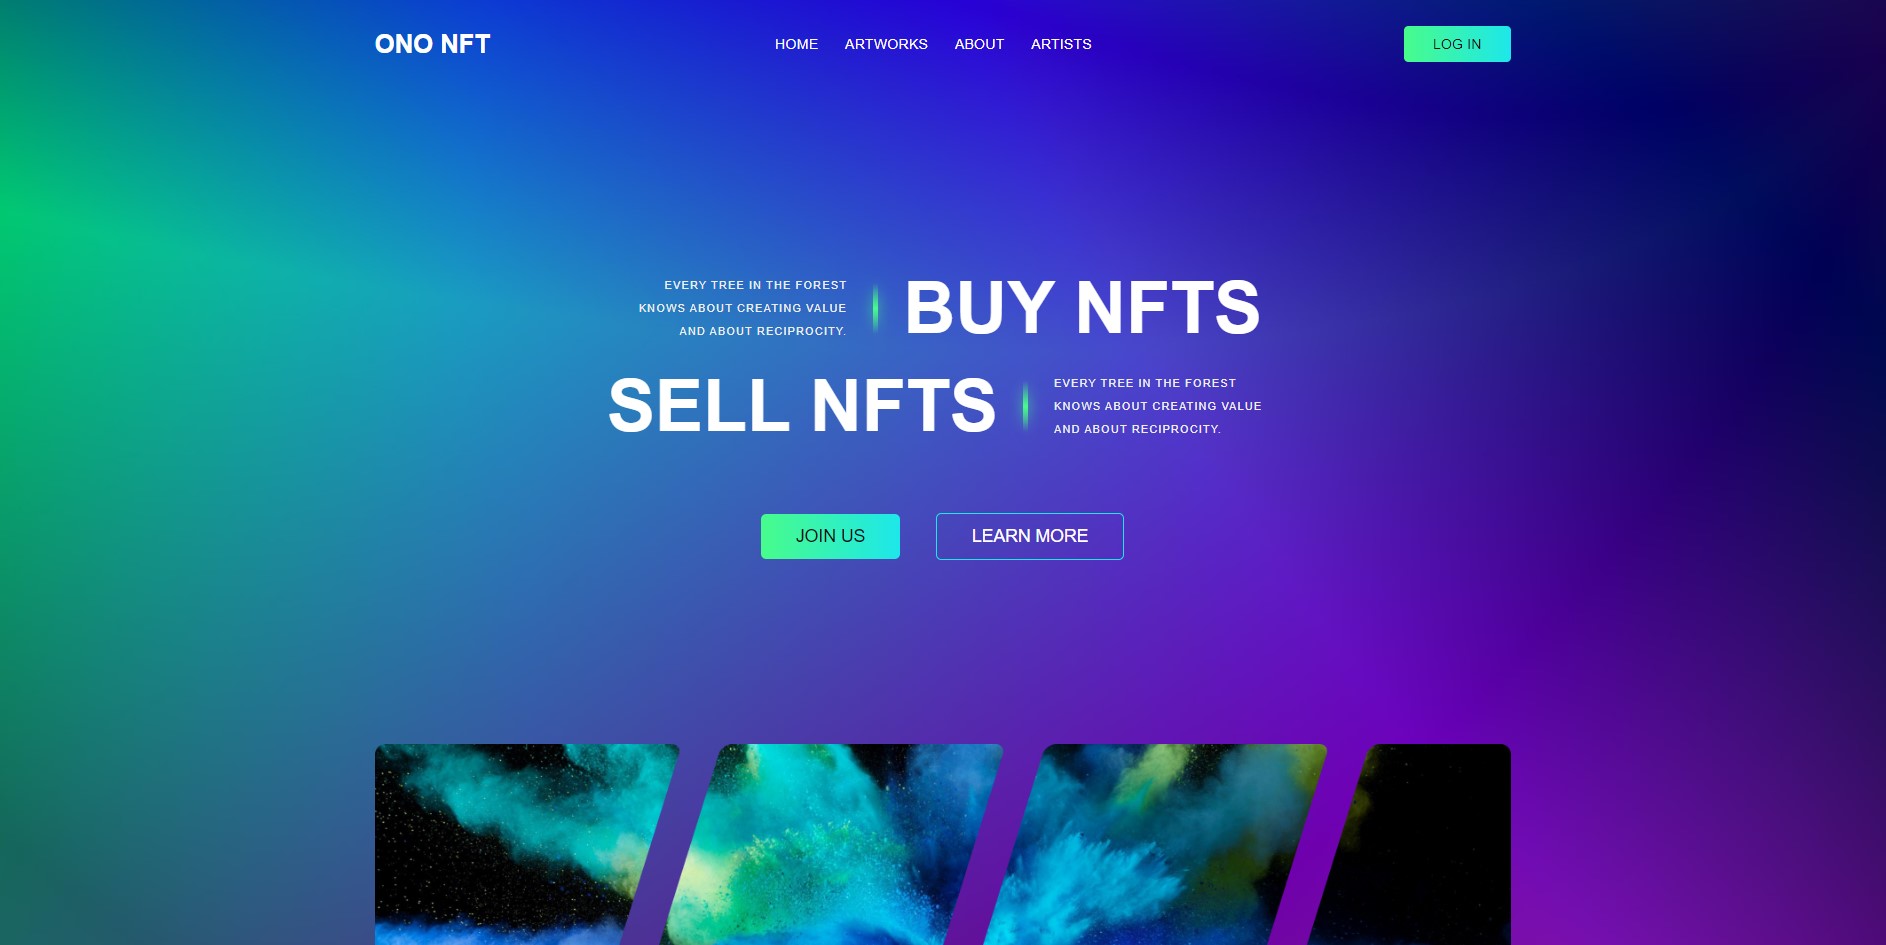 ONO NFT
HOME
ARTWORKS
ABOUT
ARTISTS
LOG IN
EVERY TREE IN THE FOREST
KNOWS ABOUT CREATING VALUE
AND ABOUT RECIPROCITY.
BUY NFTS
SELL NFTS
EVERY TREE IN THE FOREST
KNOWS ABOUT CREATING VALUE
AND ABOUT RECIPROCITY.
JOIN US
LEARN MORE